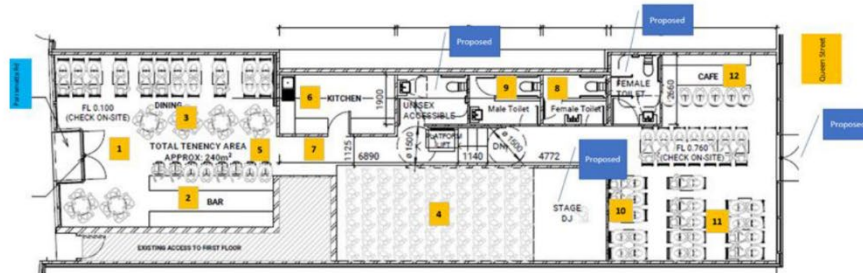 Proposed
Proposed
Parramatta Rd
Queen Street
DINING
FL 0.100
(CHECK ON-SITE)
3
1
TOTAL TENENCY AREA
APPROX: 240m²
5
2
BAR
EXISTING ACCESS TO FIRST FLOOR
6
KITCHEN
1900
7
1125
6890
UNISEX
ACCESSIBLE
ø 1500
PLATFORM
LIFT
1140
9
Male Toilet
8
Female Toilet
DN
ø 1500
4772
4
Proposed
STAGE
DJ
FEMALE
TOILET
2660
CAFE
12
FL 0.760
(CHECK ON-SITE)
Proposed
10
11